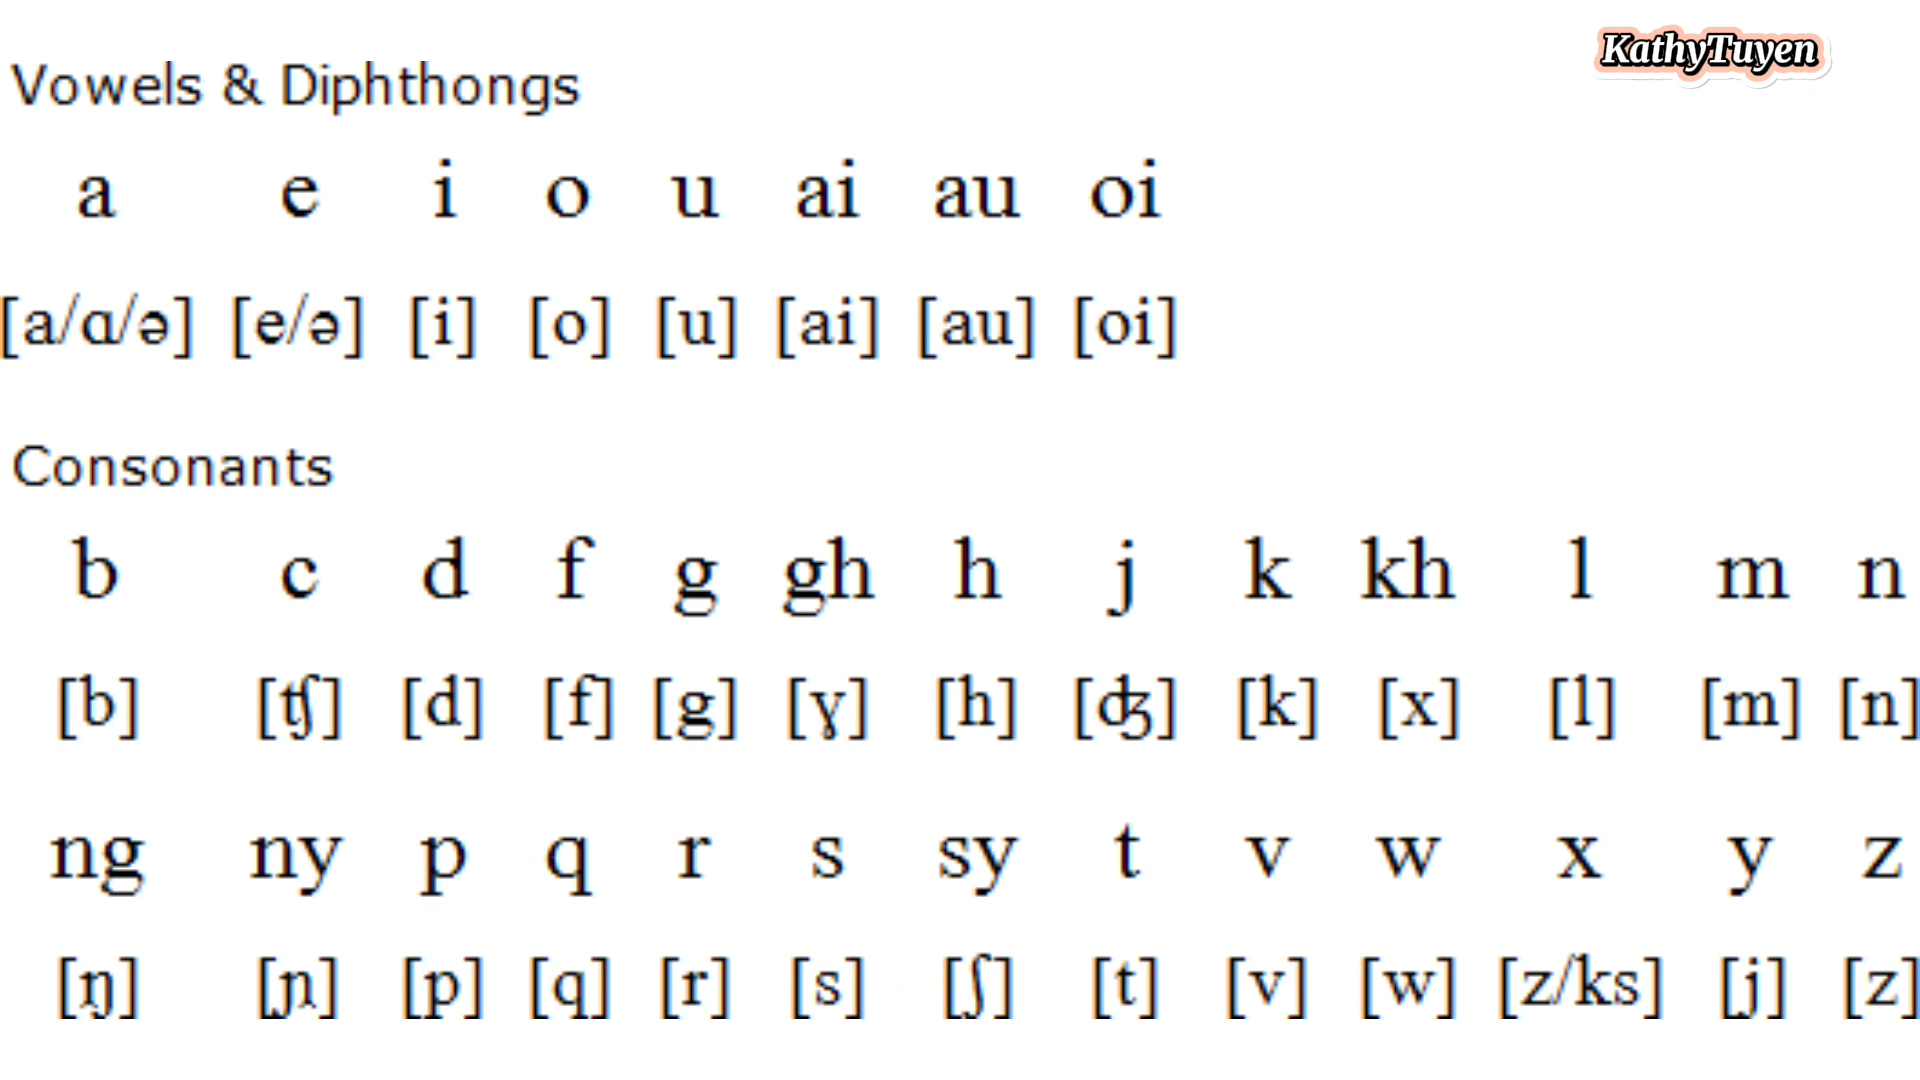 KathyTuyen
Vowels & Diphthongs
a e i o u ai au oi
[a/ɑ/ə] [e/ə] [i] [o] [u] [ai] [au] [oi]
Consonants
b c d f g gh h j k kh l m n
[b] [ʧ] [d] [f] [g] [ɣ] [h] [ʤ] [k] [x] [l] [m] [n]
ng ny p q r s sy t v w x y z
[ŋ] [ɲ] [p] [q] [r] [s] [ʃ] [t] [v] [w] [z/ks] [j] [z]